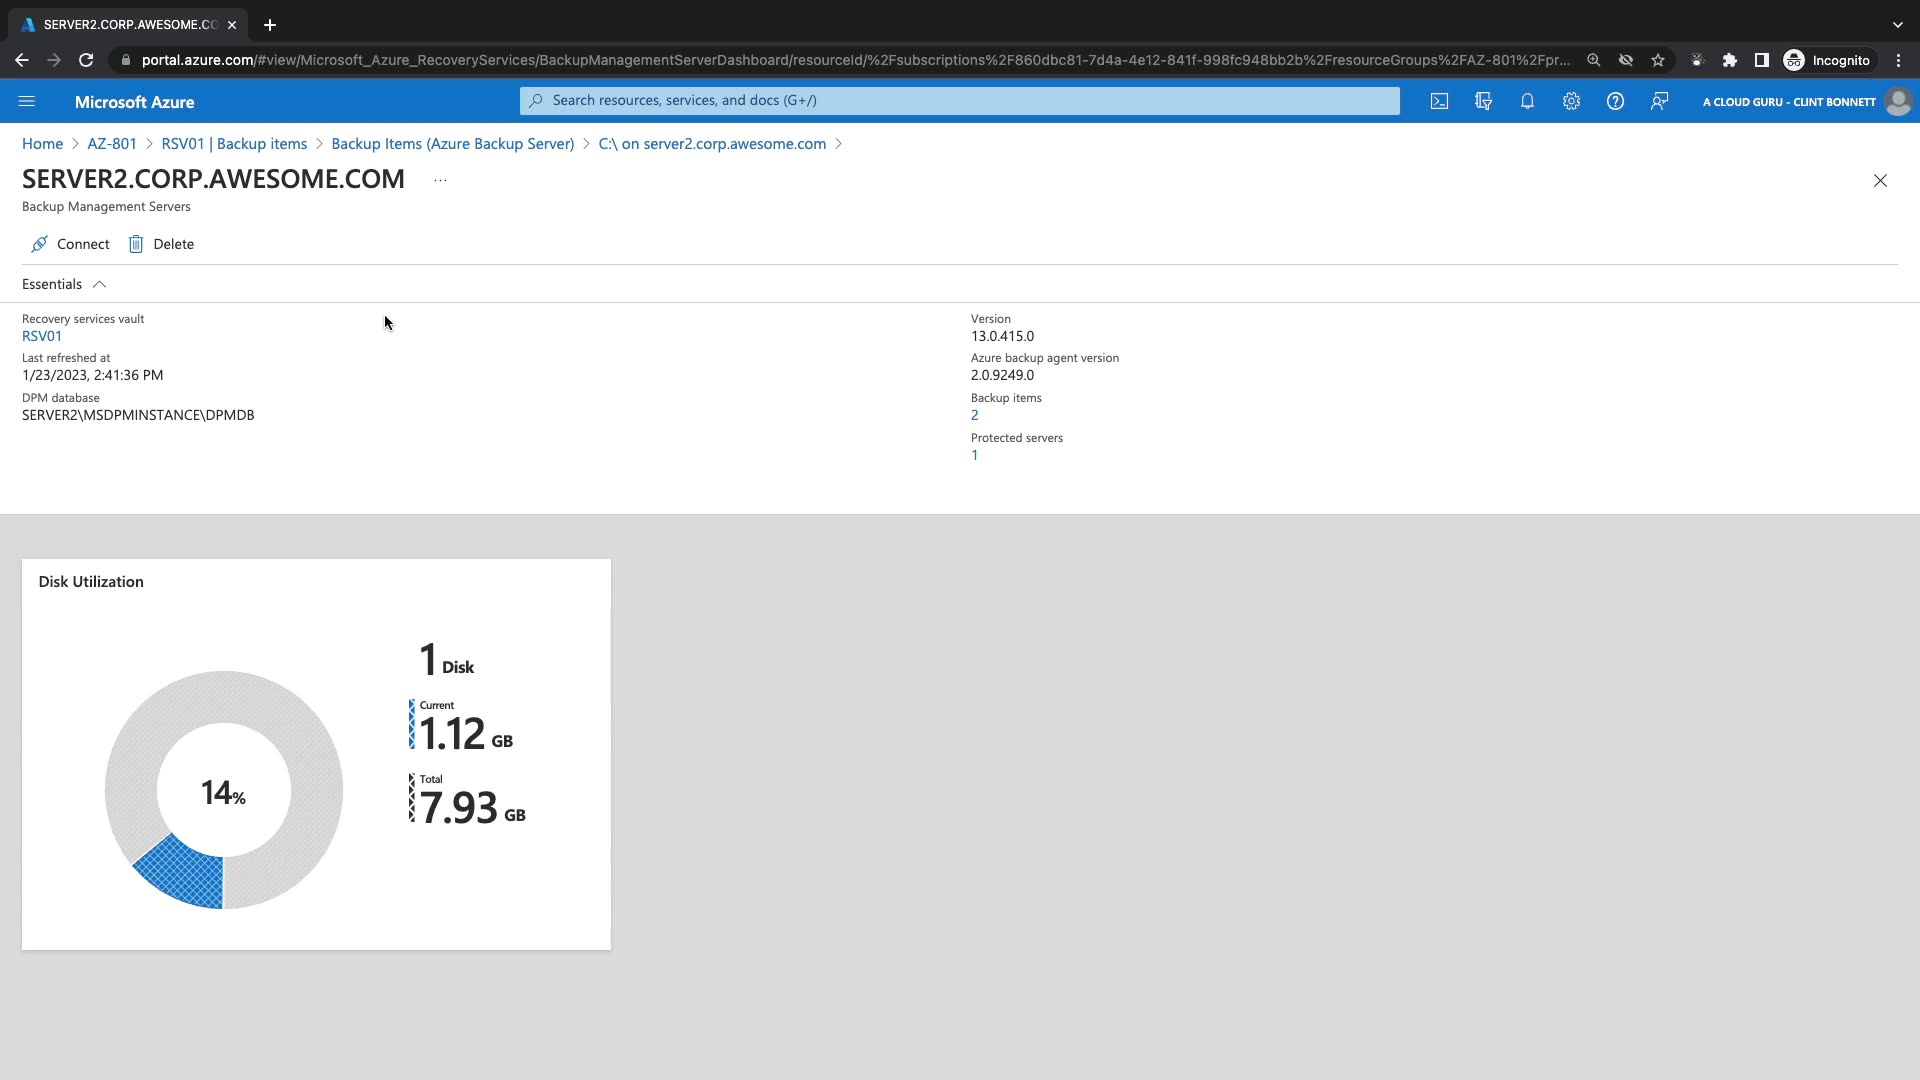 SERVER2.CORP.AWESOME.CO
portal.azure.com/#view/Microsoft_Azure_RecoveryServices/BackupManagementServerDashboard/resourceId/%2Fsubscriptions%2F860dbc81-7d4a-4e12-841f-998fc948bb2b%2FresourceGroups%2FAZ-801%2Fpr...
Incognito
Microsoft Azure
Search resources, services, and docs (G+/)
A CLOUD GURU - CLINT BONNETT
Home > AZ-801 > RSV01 | Backup items > Backup Items (Azure Backup Server) > C:\ on server2.corp.awesome.com >
SERVER2.CORP.AWESOME.COM ...
Backup Management Servers
Connect Delete
Essentials
Recovery services vault
RSV01
Last refreshed at
1/23/2023, 2:41:36 PM
DPM database
SERVER2\MSDPMINSTANCE\DPMDB
Version
13.0.415.0
Azure backup agent version
2.0.9249.0
Backup items
2
Protected servers
1
Disk Utilization
14%
1 Disk
Current
1.12 GB
Total
7.93 GB